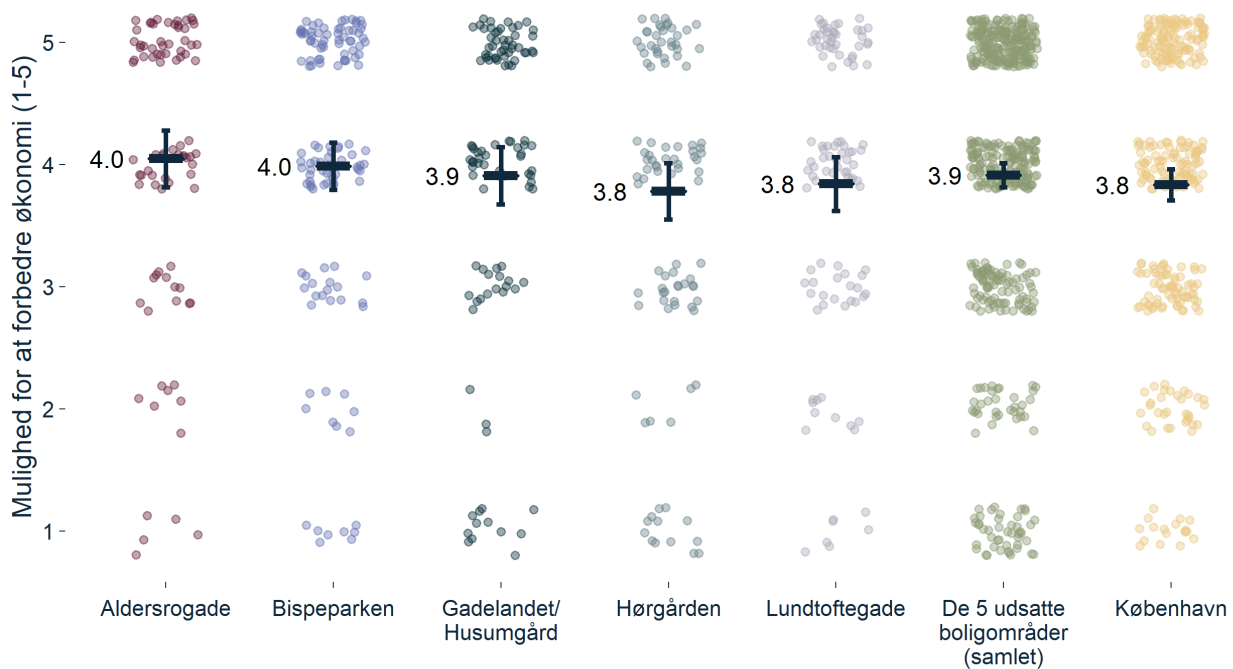 Mulighed for at forbedre økonomi (1-5)
5
4
3
2
1
4.0
4.0
3.9
3.8
3.8
3.9
3.8
Aldersrogade
Bispeparken
Gadelandet/
Husumgård
Hørgården
Lundtoftegade
De 5 udsatte
boligområder
(samlet)
København